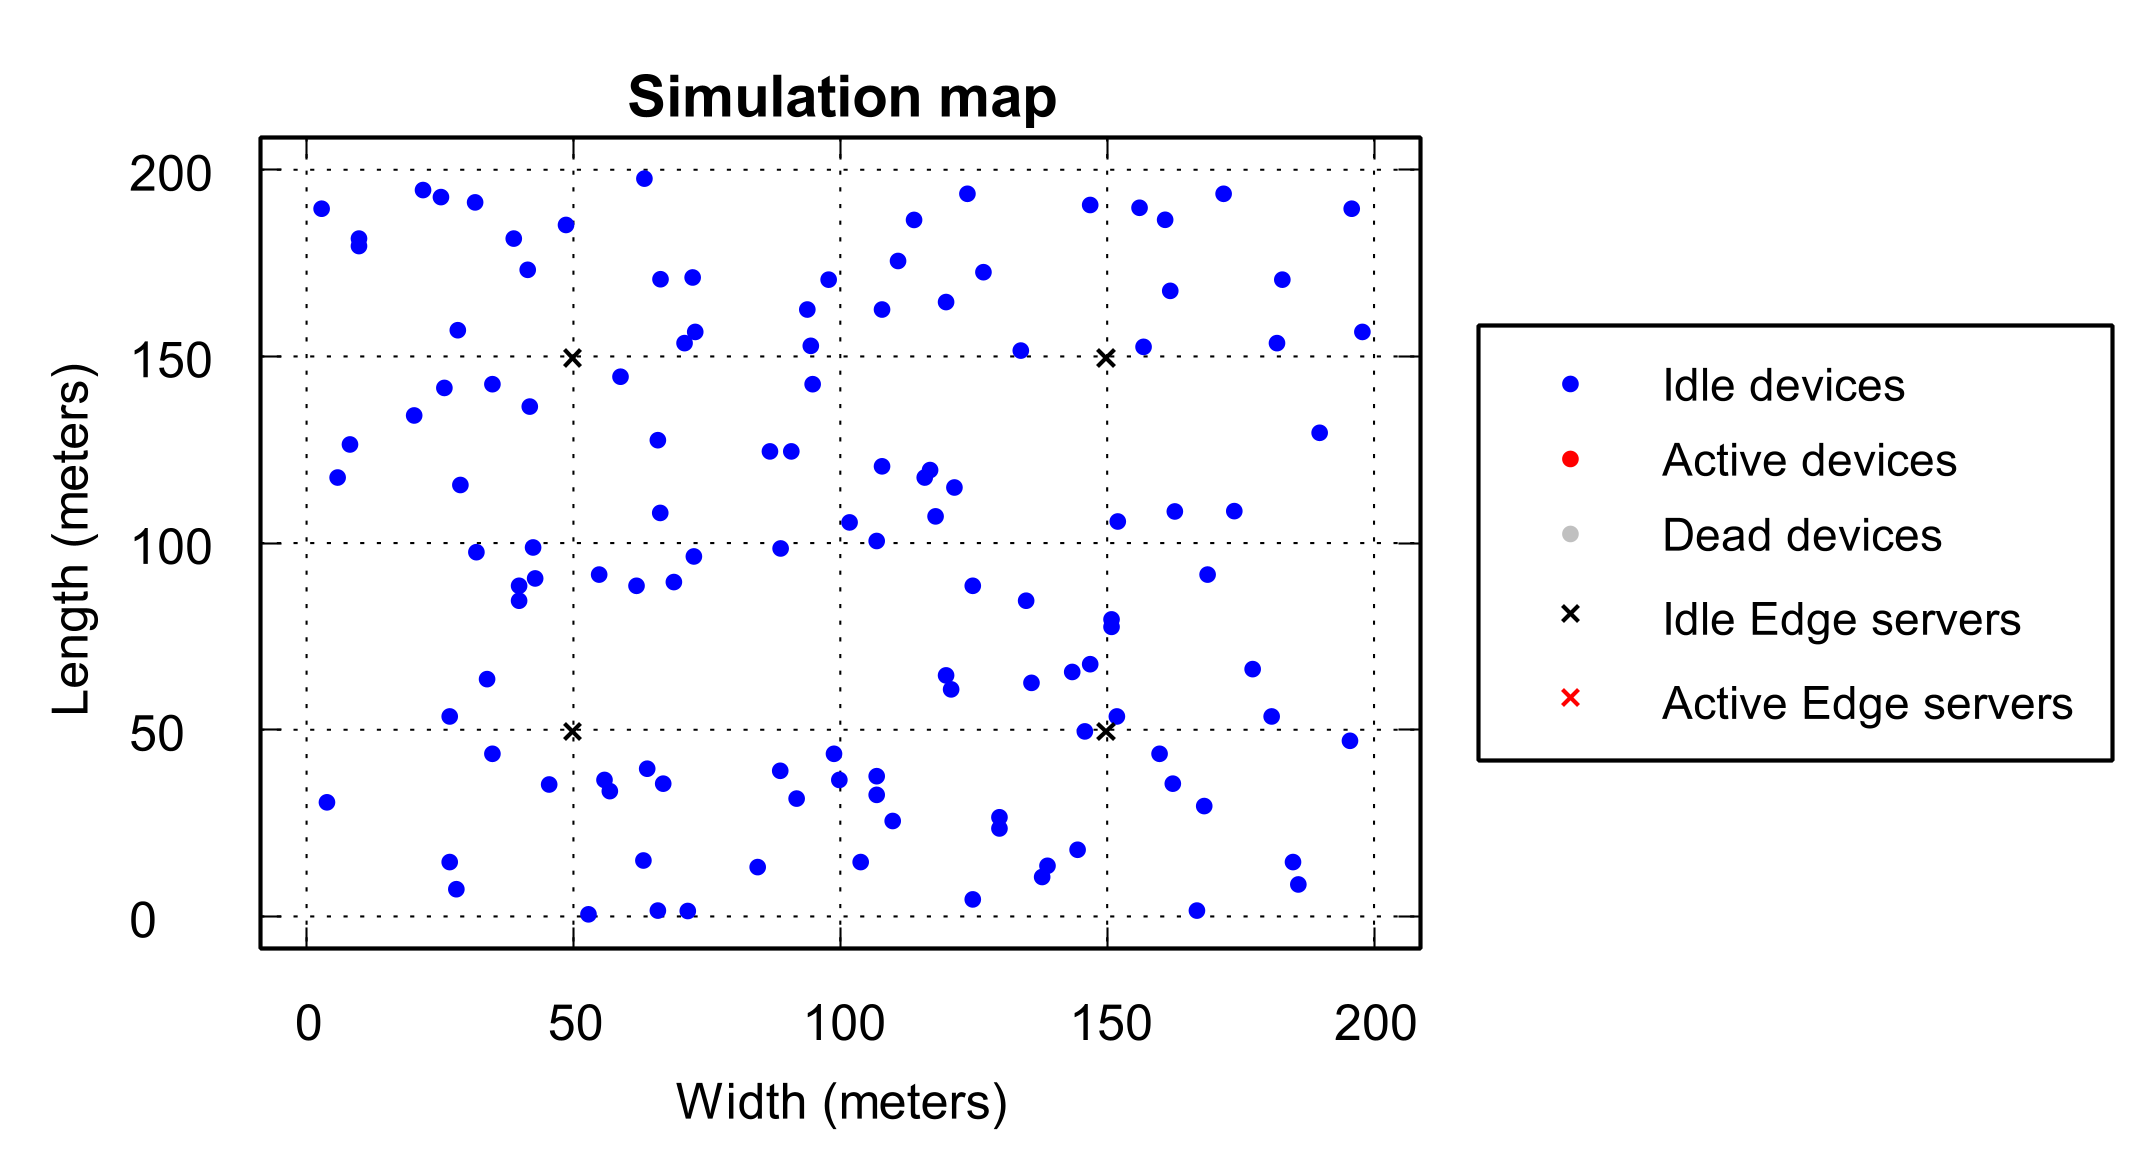 Simulation map
200
150
100
50
0
Length (meters)
0 50 100 150 200
Width (meters)
Idle devices
Active devices
Dead devices
Idle Edge servers
Active Edge servers